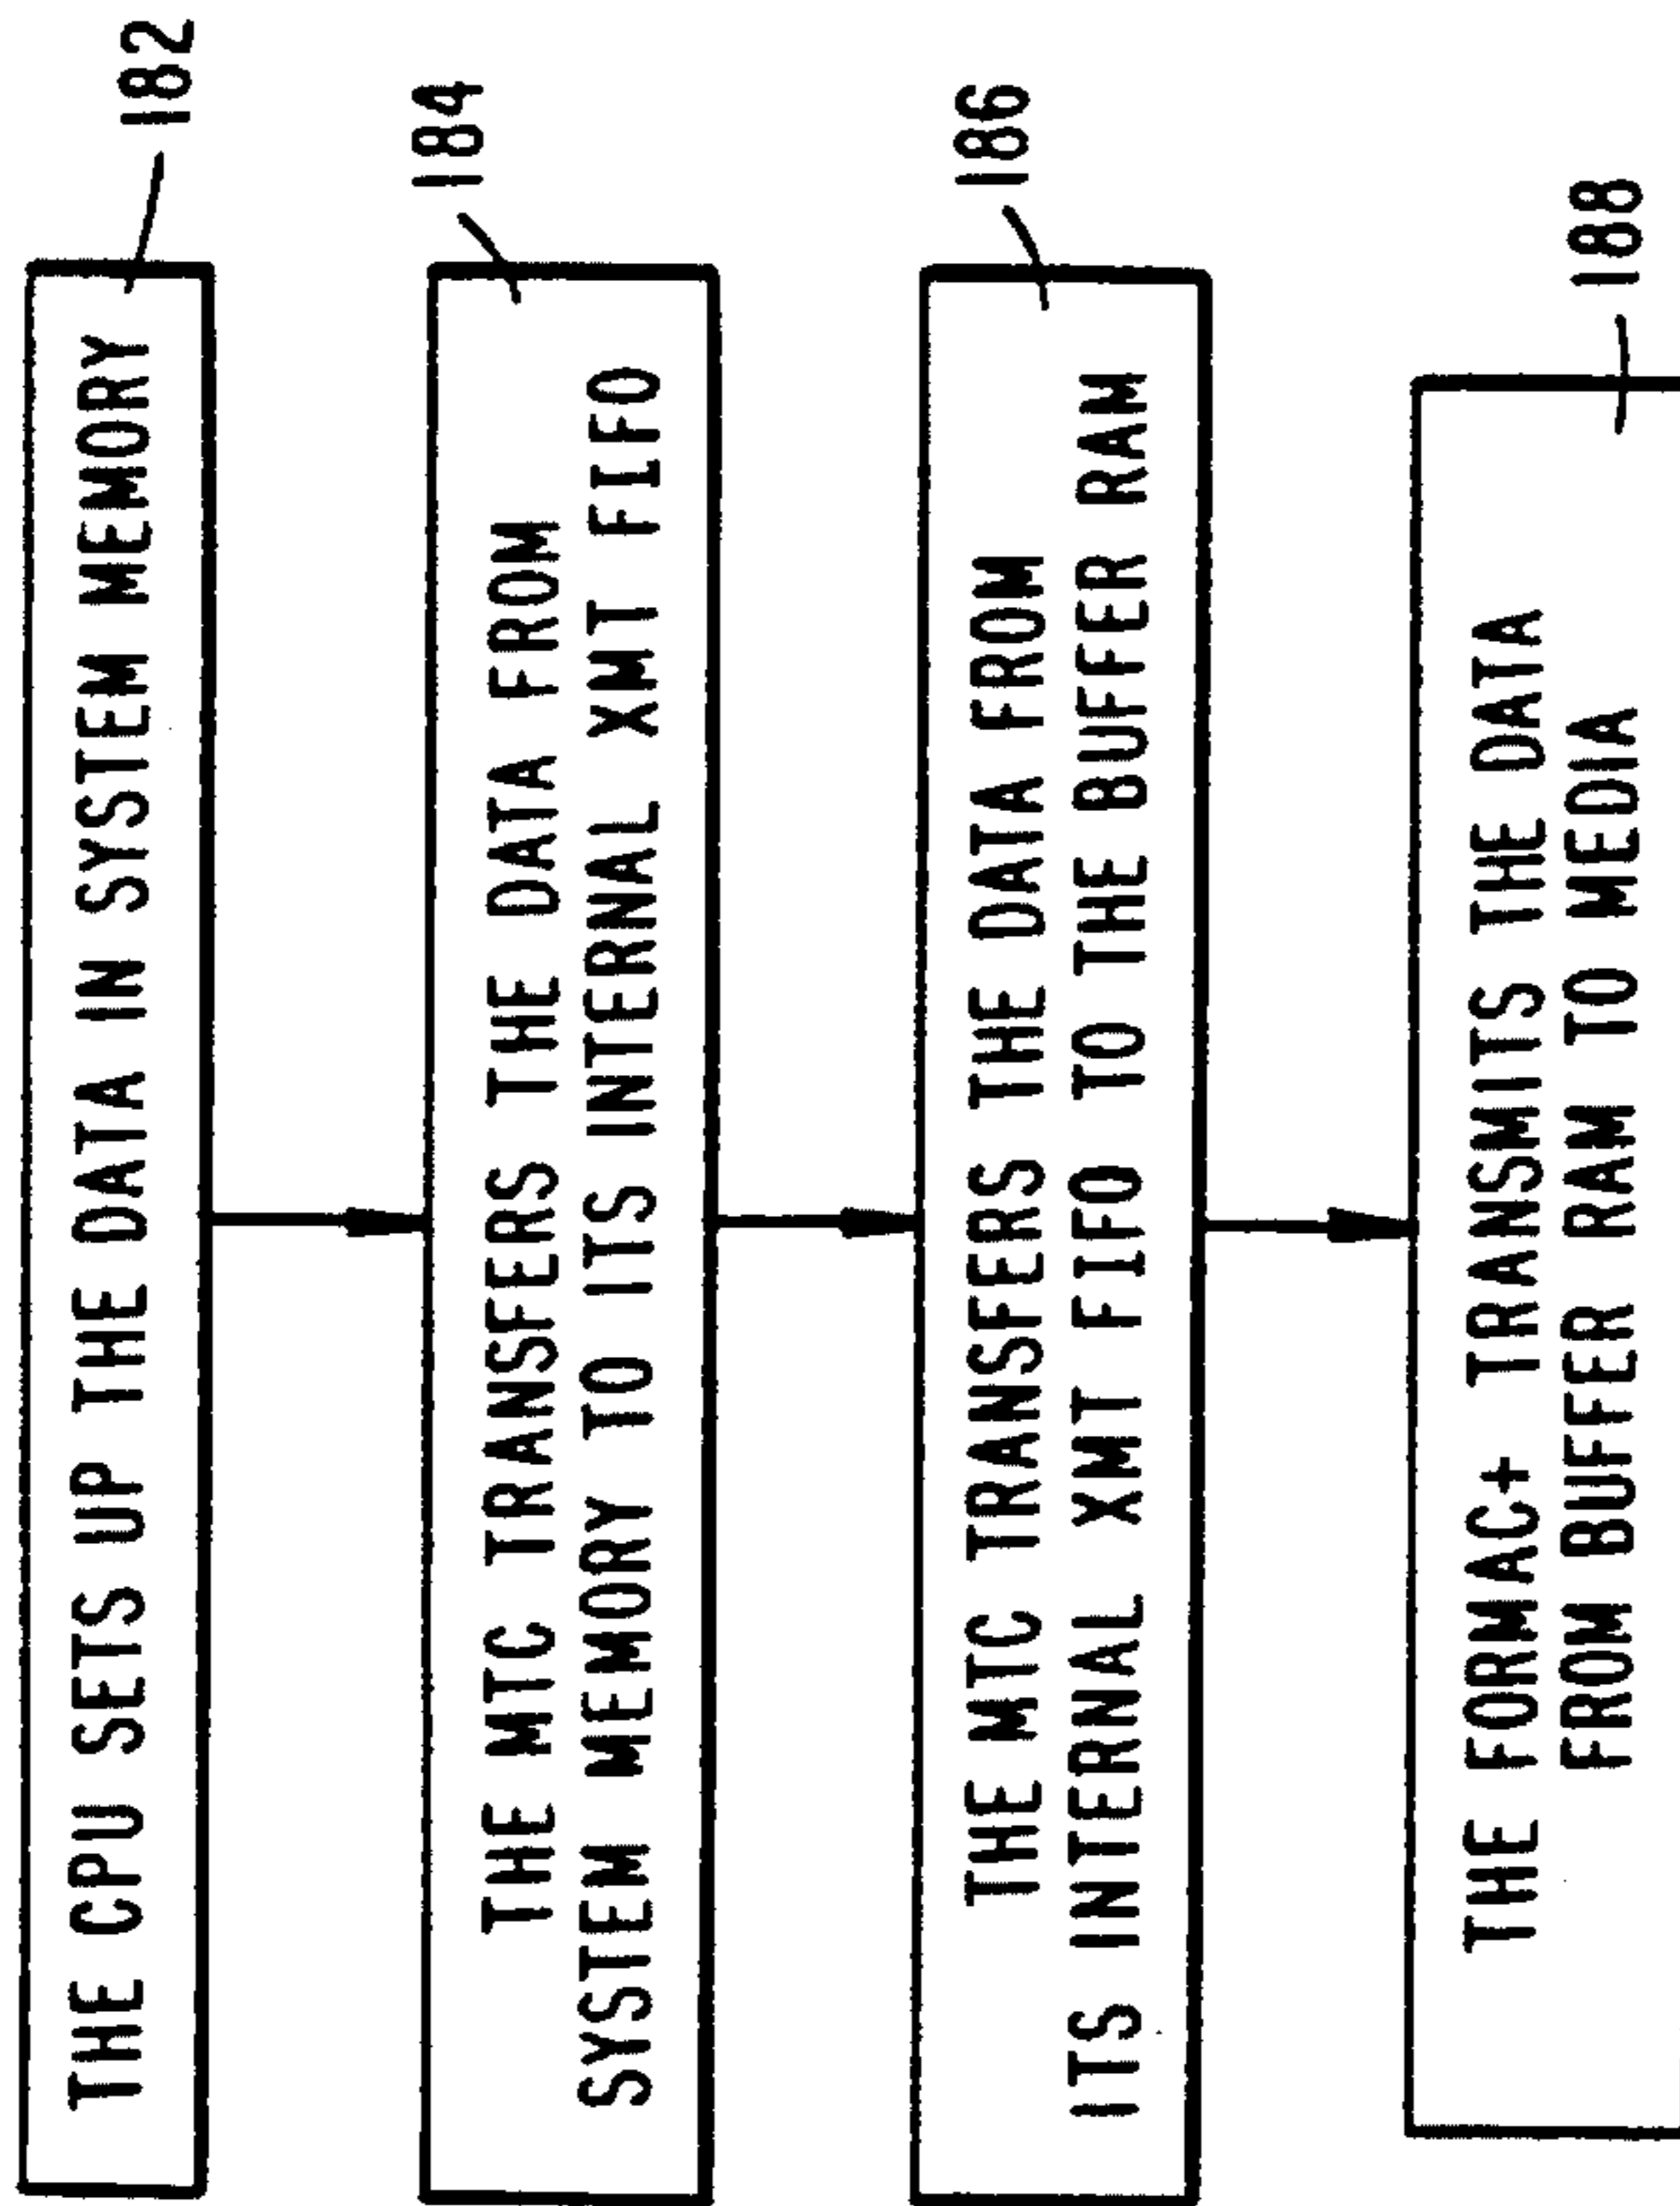 THE CPU SETS UP THE DATA IN SYSTEM MEMORY
182
THE MIC TRANSFERS THE DATA FROM
SYSTEM MEMORY TO ITS INTERNAL XMT FIFO
184
THE MIC TRANSFERS THE DATA FROM
ITS INTERNAL XMT FIFO TO THE BUFFER RAM
186
THE FORMAC+ TRANSMITS THE DATA
FROM BUFFER RAM TO MEDIA
188